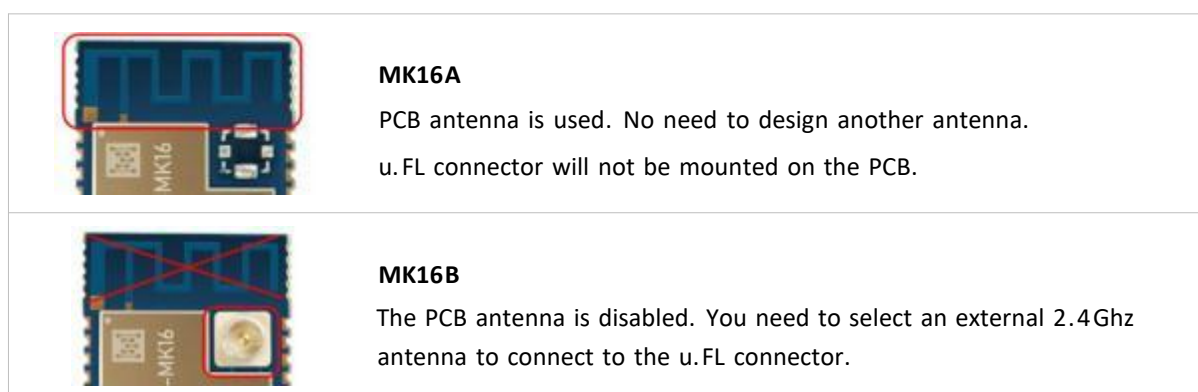 MK16
MK16A
PCB antenna is used. No need to design another antenna.
u.FL connector will not be mounted on the PCB.
-MK16
MK16B
The PCB antenna is disabled. You need to select an external 2.4Ghz
antenna to connect to the u.FL connector.